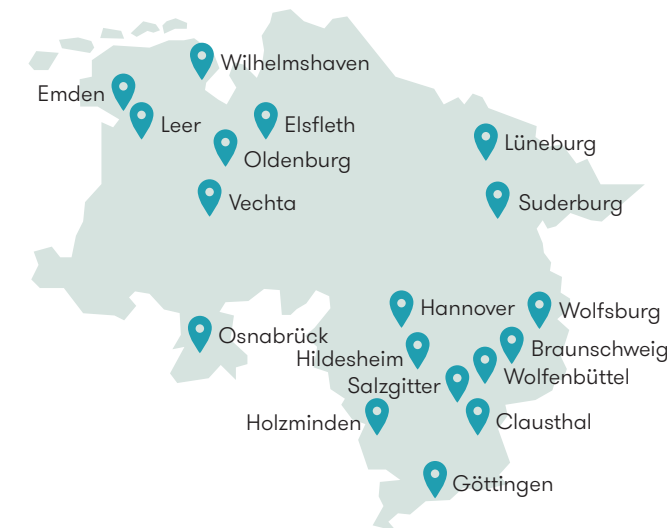 Wilhelmshaven
Emden
Leer
Elsfleth
Oldenburg
Lüneburg
Vechta
Suderburg
Hannover
Wolfsburg
Osnabrück
Braunschweig
Hildesheim
Wolfenbüttel
Salzgitter
Holzminden
Clausthal
Göttingen